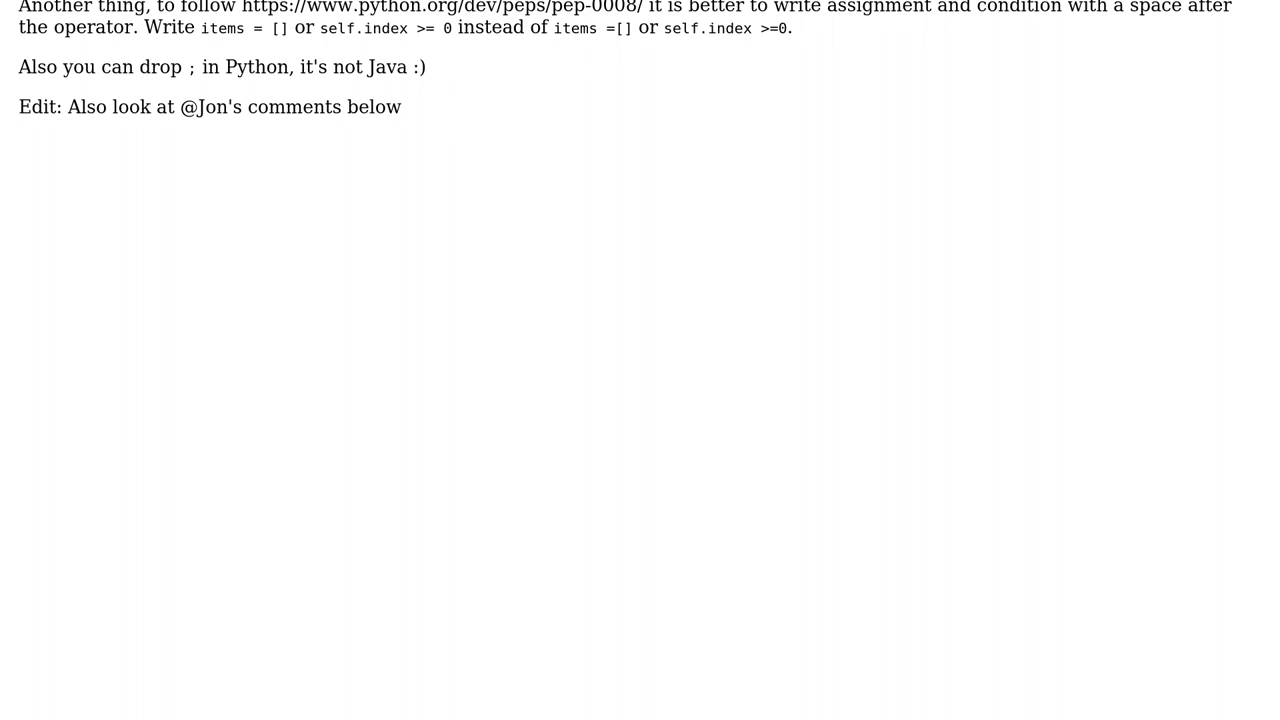 Another thing, to follow https://www.python.org/dev/peps/pep-0008/ it is better to write assignment and condition with a space after
the operator. Write items = [] or self.index >= 0 instead of items =[] or self.index >=0.
Also you can drop ; in Python, it's not Java :)
Edit: Also look at @Jon's comments below